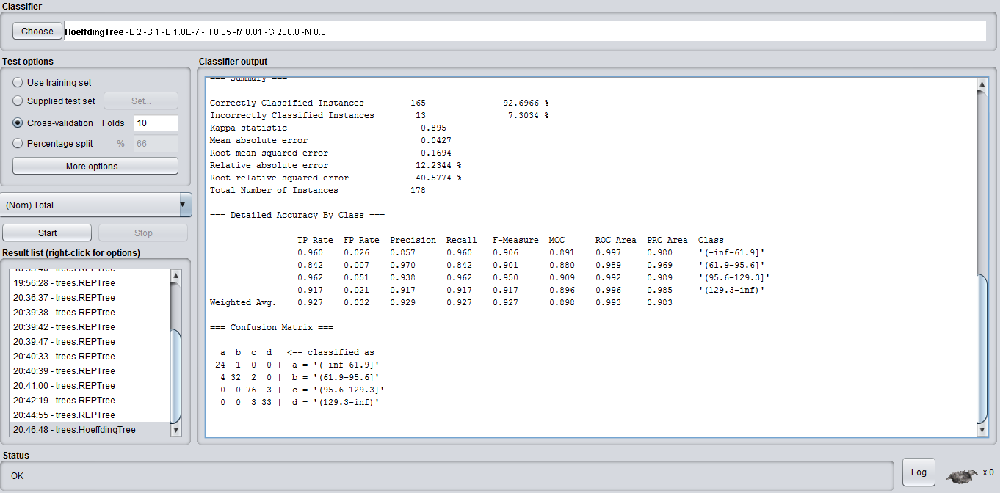 Classifier
Choose HoeffdingTree -L 2 -S 1 -E 1.0E-7 -H 0.05 -M 0.01 -G 200.0 -N 0.0
Test options
Use training set
Supplied test set Set...
Cross-validation Folds 10
Percentage split % 66
More options...
(Nom) Total
Start Stop
Result list (right-click for options)
19:56:28 - trees.REPTree
20:36:37 - trees.REPTree
20:39:38 - trees.REPTree
20:39:42 - trees.REPTree
20:39:47 - trees.REPTree
20:40:33 - trees.REPTree
20:40:39 - trees.REPTree
20:41:00 - trees.REPTree
20:42:19 - trees.REPTree
20:44:55 - trees.REPTree
20:46:48 - trees.HoeffdingTree
Classifier output
=== Summary ===
Correctly Classified Instances 165 92.6966 %
Incorrectly Classified Instances 13 7.3034 %
Kappa statistic 0.895
Mean absolute error 0.0427
Root mean squared error 0.1694
Relative absolute error 12.2344 %
Root relative squared error 40.5774 %
Total Number of Instances 178
=== Detailed Accuracy By Class ===
TP Rate FP Rate Precision Recall F-Measure MCC ROC Area PRC Area Class
0.960 0.026 0.857 0.960 0.906 0.891 0.997 0.980 '(-inf-61.9]'
0.842 0.007 0.970 0.842 0.901 0.880 0.989 0.969 '(61.9-95.6]'
0.962 0.051 0.938 0.962 0.950 0.909 0.992 0.989 '(95.6-129.3]'
0.917 0.021 0.917 0.917 0.917 0.896 0.996 0.985 '(129.3-inf)'
Weighted Avg. 0.927 0.032 0.929 0.927 0.927 0.898 0.993 0.983
=== Confusion Matrix ===
a b c d <-- classified as
24 1 0 0 | a = '(-inf-61.9]'
4 32 2 0 | b = '(61.9-95.6]'
0 0 76 3 | c = '(95.6-129.3]'
0 0 3 33 | d = '(129.3-inf)'
Status
OK
Log x 0